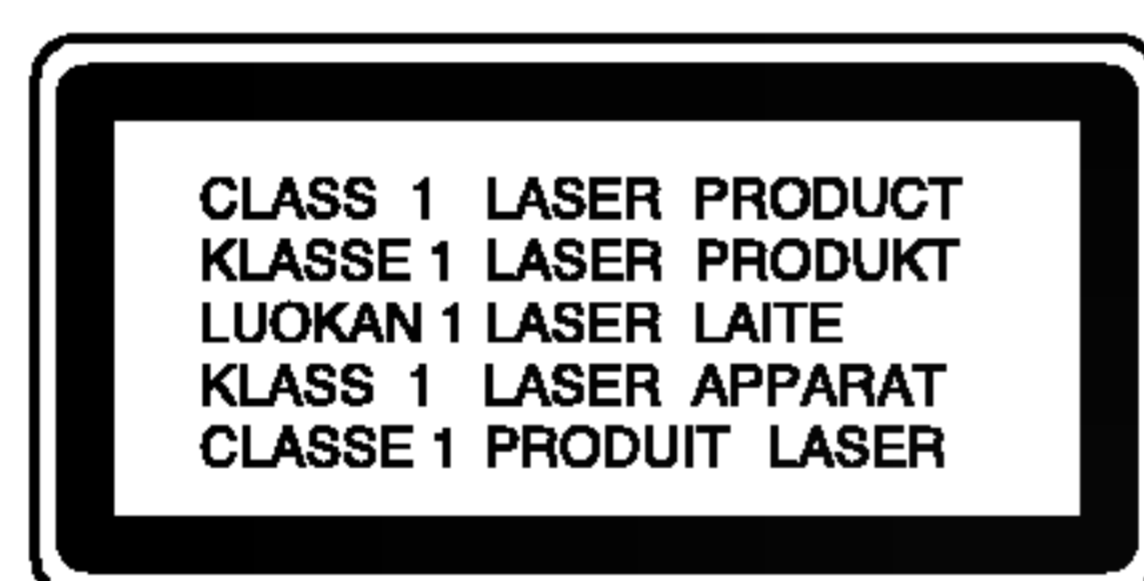 CLASS 1 LASER PRODUCT
KLASSE 1 LASER PRODUKT
LUOKAN 1 LASER LAITE
KLASS 1 LASER APPARAT
CLASSE 1 PRODUIT LASER